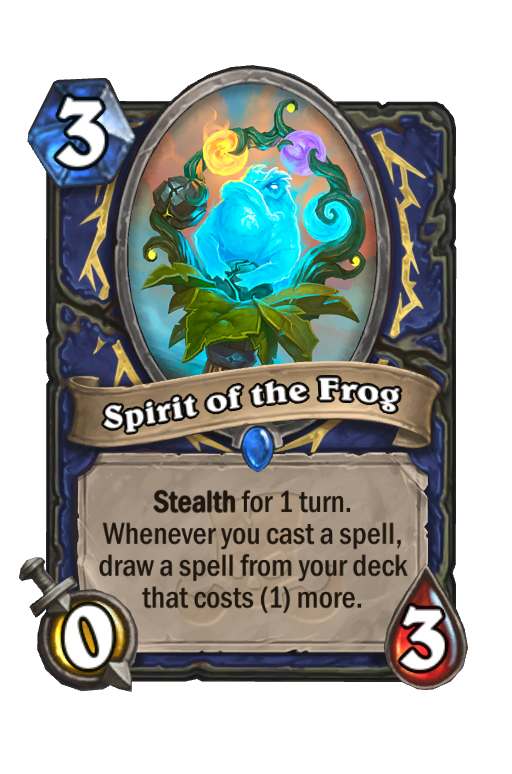 3
Spirit of the Frog
Stealth for 1 turn.
Whenever you cast a spell,
draw a spell from your deck
that costs (1) more.
0
3